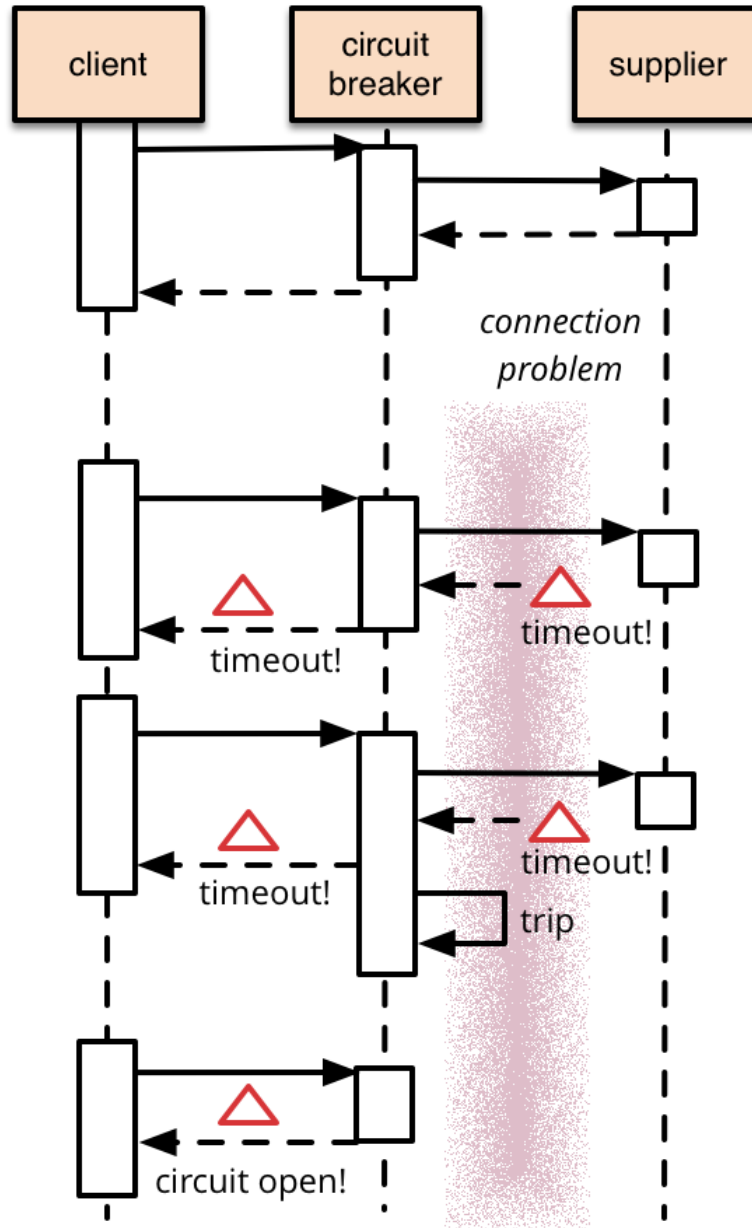 client
circuit
breaker
supplier
connection
problem
timeout!
timeout!
timeout!
timeout!
trip
circuit open!